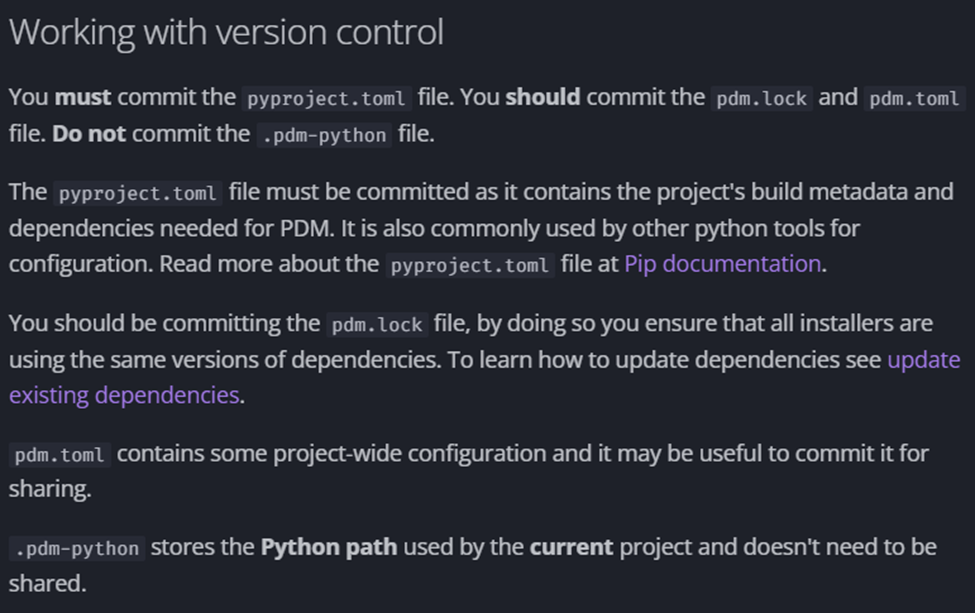 Working with version control
You must commit the pyproject.toml file. You should commit the pdm.lock and pdm.toml
file. Do not commit the .pdm-python file.
The pyproject.toml file must be committed as it contains the project's build metadata and
dependencies needed for PDM. It is also commonly used by other python tools for
configuration. Read more about the pyproject.toml file at Pip documentation.
You should be committing the pdm.lock file, by doing so you ensure that all installers are
using the same versions of dependencies. To learn how to update dependencies see update
existing dependencies.
pdm.toml contains some project-wide configuration and it may be useful to commit it for
sharing.
.pdm-python stores the Python path used by the current project and doesn't need to be
shared.